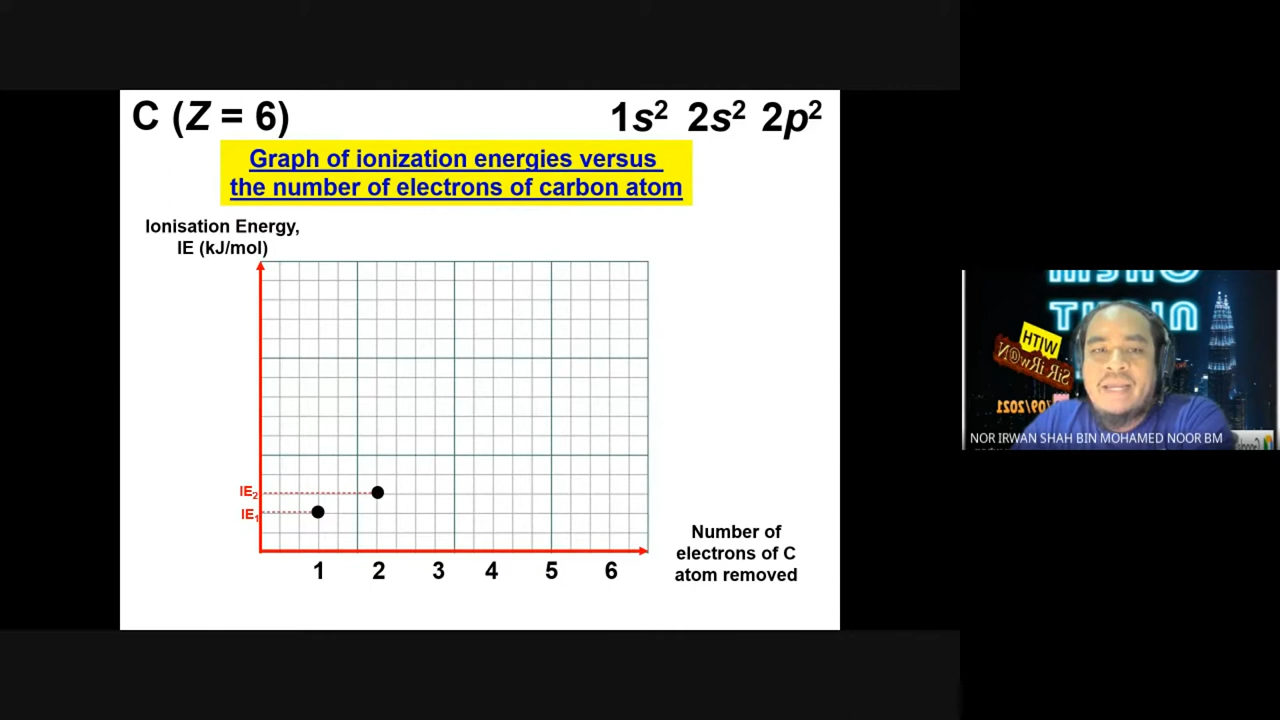 C (Z = 6)
1s² 2s² 2p²
Graph of ionization energies versus
the number of electrons of carbon atom
Ionisation Energy,
IE (kJ/mol)
IE₂
IE₁
1 2 3 4 5 6
Number of
electrons of C
atom removed
WITH
SiR iRw@N
/09/2021
NOR IRWAN SHAH BIN MOHAMED NOOR BM